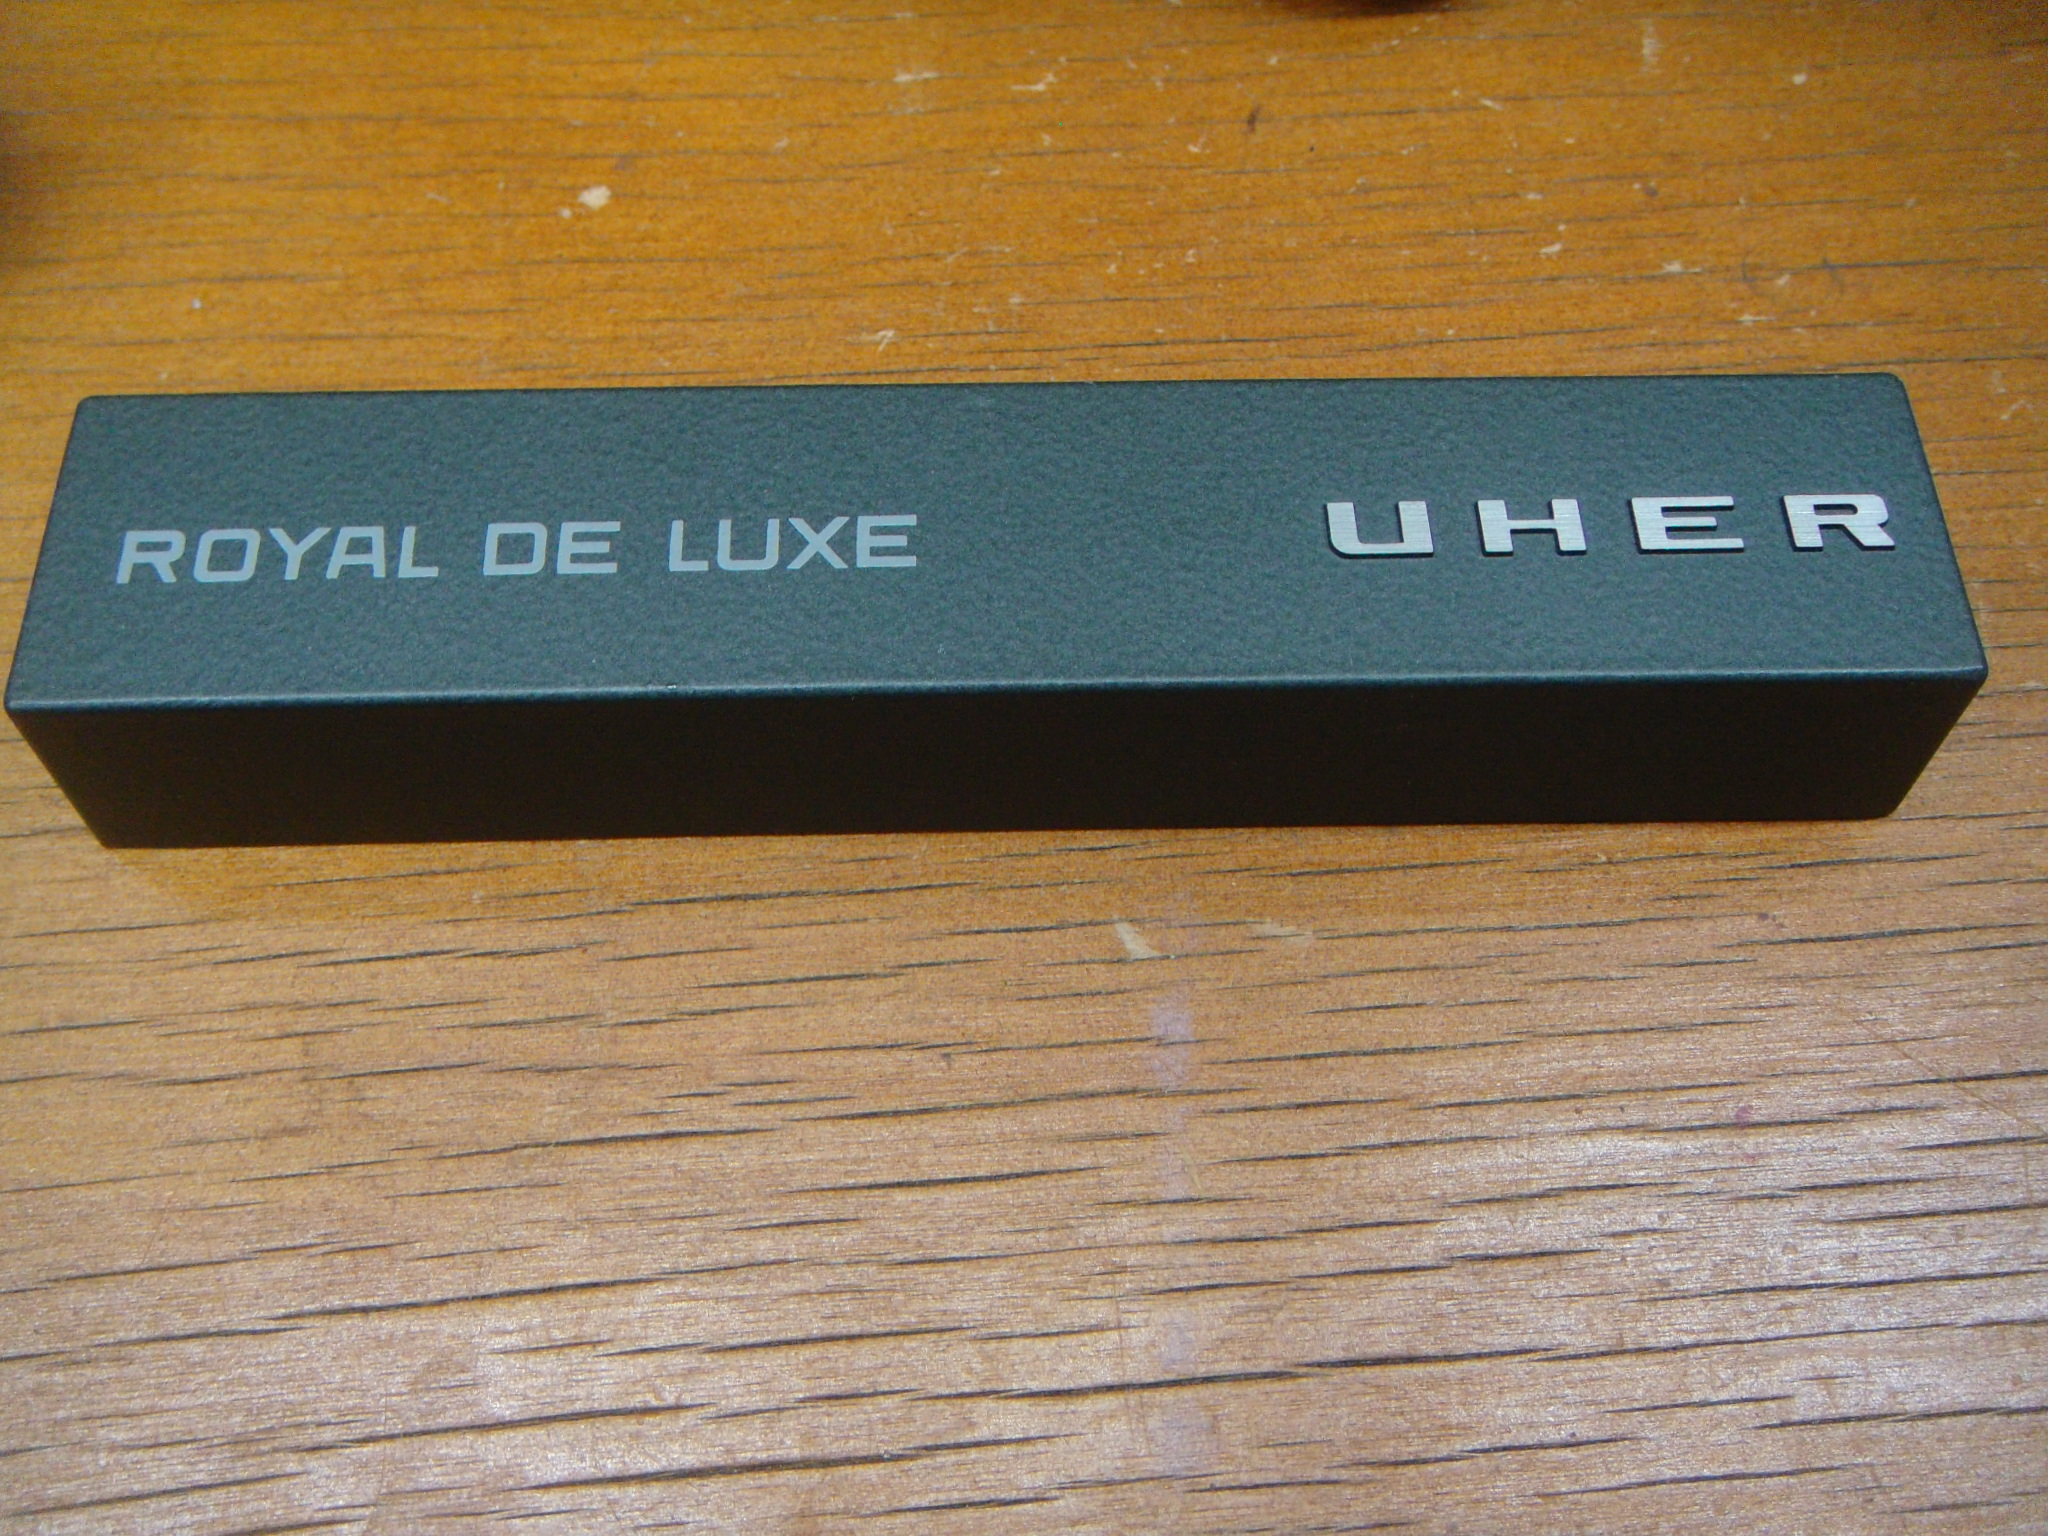 ROYAL DE LUXE UHER